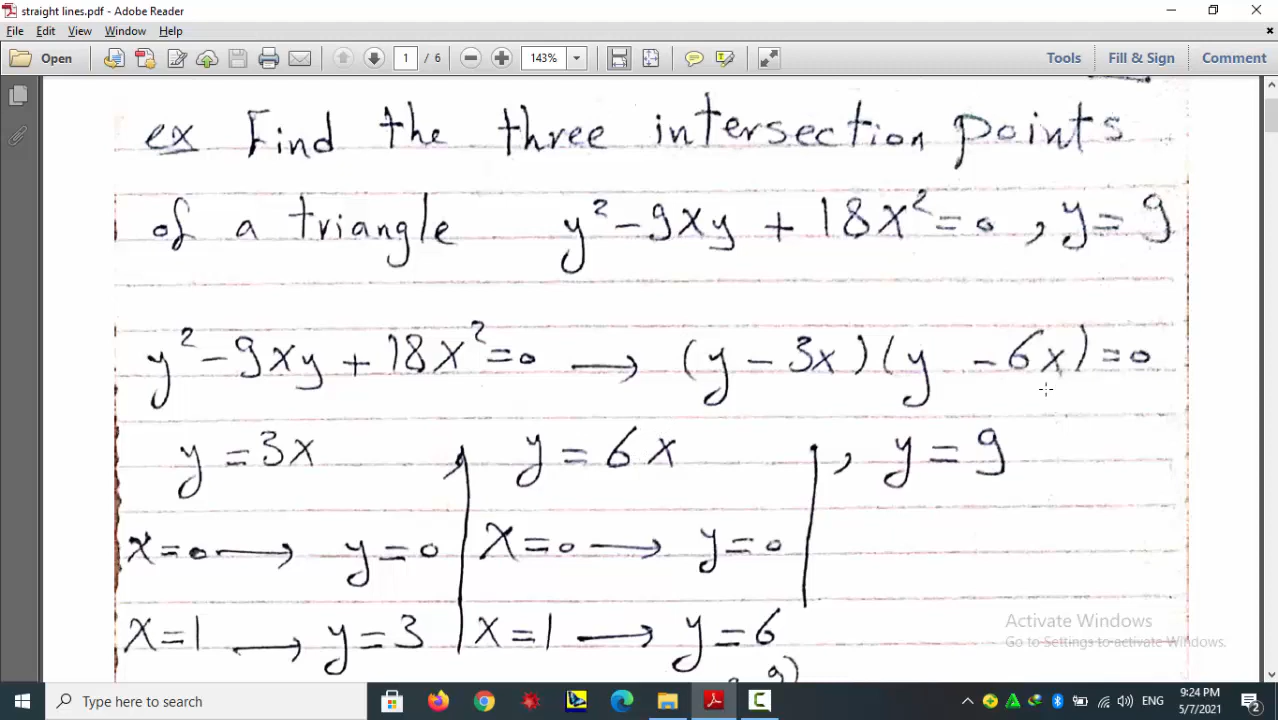 straight lines.pdf - Adobe Reader
File Edit View Window Help
Open 1 / 6 143% Tools Fill & Sign Comment
ex Find the three intersection points
of a triangle y² - 9xy + 18x² = 0 , y = 9
y² - 9xy + 18x² = 0 → (y - 3x)(y - 6x) = 0
y = 3x , y = 6x , y = 9
x = 0 → y = 0 x = 0 → y = 0
x = 1 → y = 3 x = 1 → y = 6
9)
Activate Windows
Go to Settings to activate Windows.
Type here to search ENG 9:24 PM 5/7/2021 2